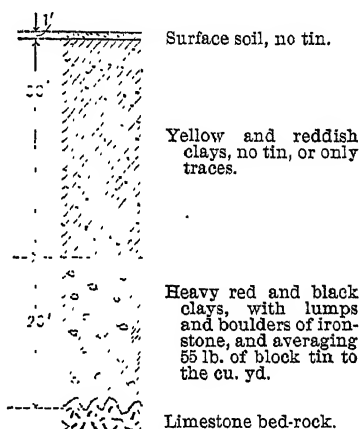 1'
Surface soil, no tin.
Yellow and reddish
clays, no tin, or only
traces.
Heavy red and black
clays, with lumps
and boulders of iron-
stone, and averaging
55 lb. of block tin to
the cu. yd.
20'
Limestone bed-rock.